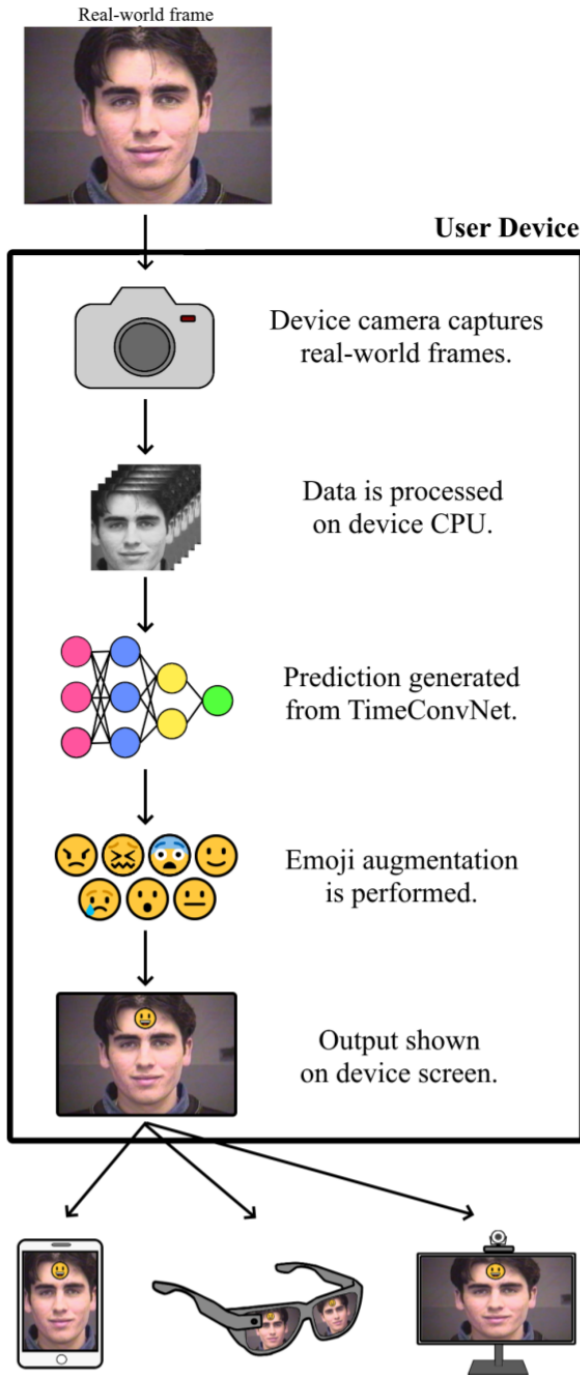 Real-world frame
User Device
Device camera captures
real-world frames.
Data is processed
on device CPU.
Prediction generated
from TimeConvNet.
Emoji augmentation
is performed.
Output shown
on device screen.